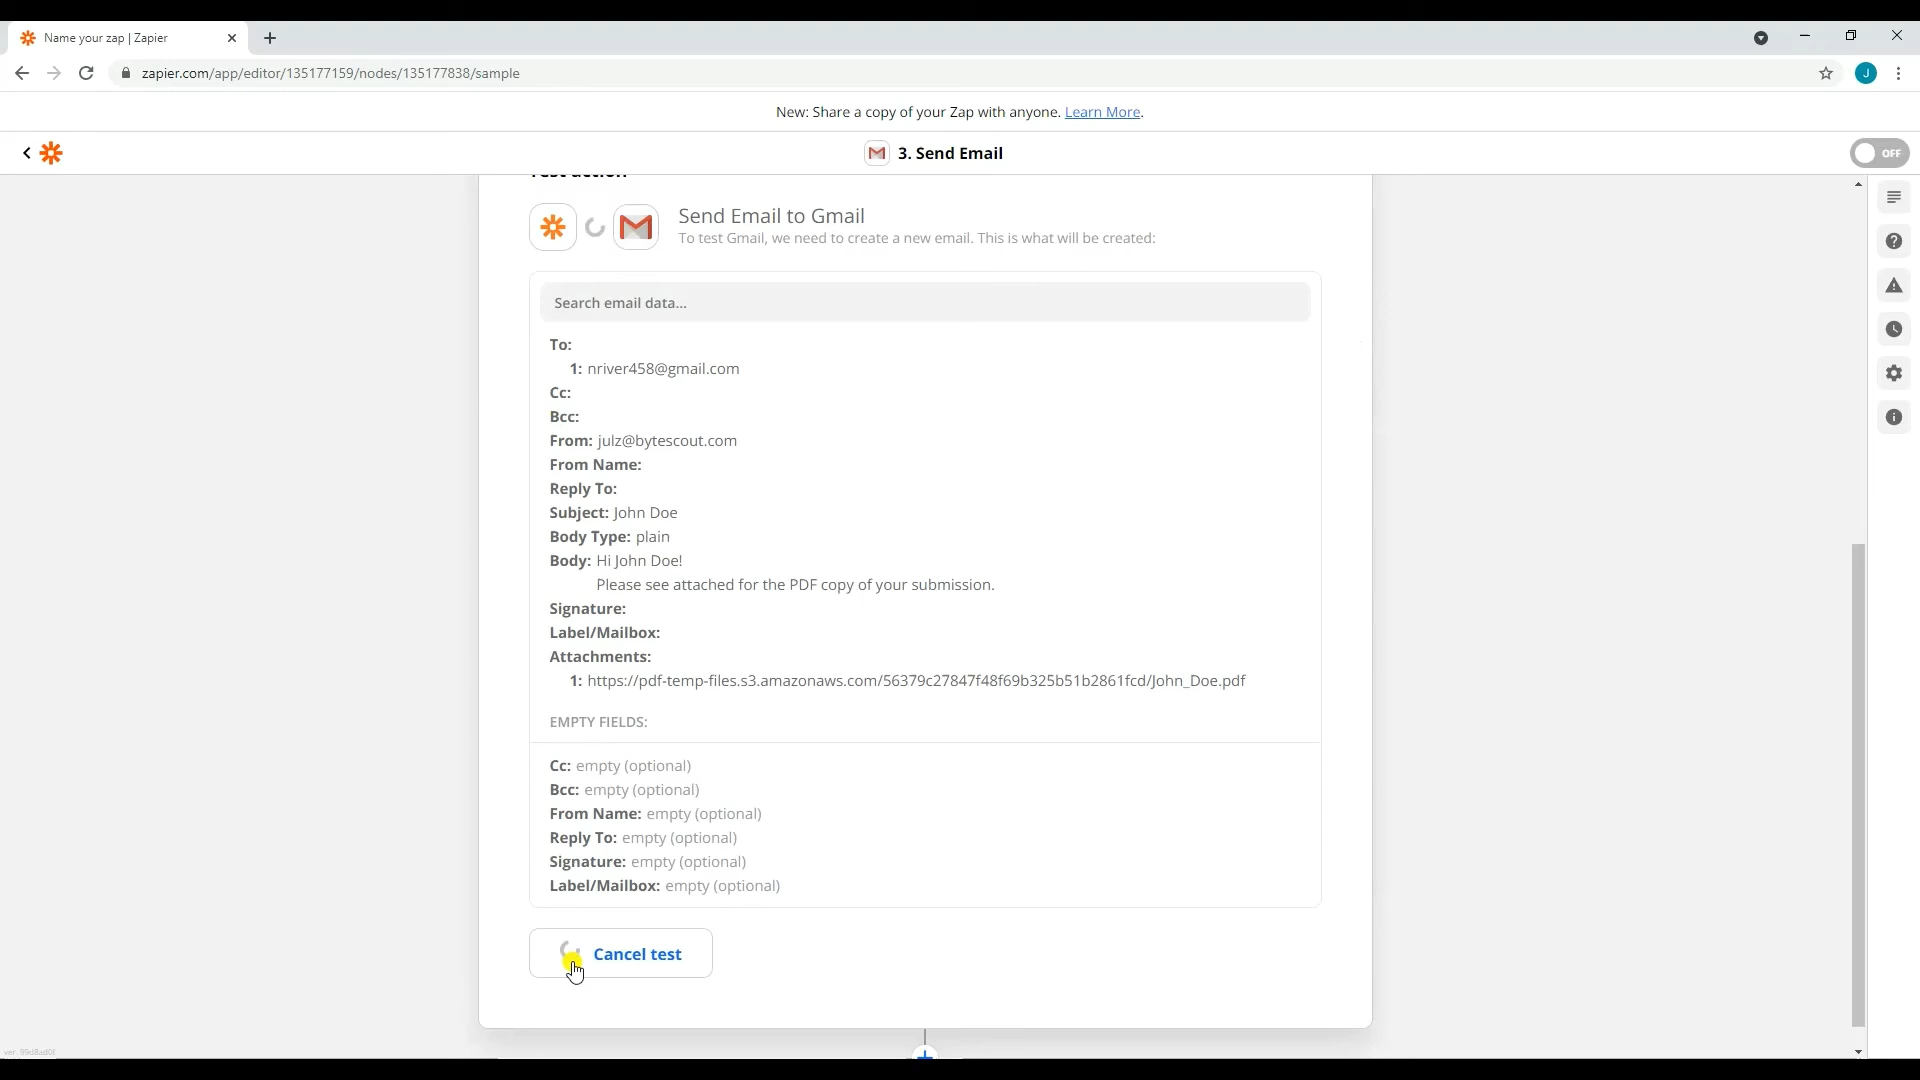 Name your zap | Zapier
zapier.com/app/editor/135177159/nodes/135177838/sample
J
New: Share a copy of your Zap with anyone. Learn More.
3. Send Email
OFF
Test action
Send Email to Gmail
To test Gmail, we need to create a new email. This is what will be created:
Search email data...
To:
1: nriver458@gmail.com
Cc:
Bcc:
From: julz@bytescout.com
From Name:
Reply To:
Subject: John Doe
Body Type: plain
Body: Hi John Doe!
Please see attached for the PDF copy of your submission.
Signature:
Label/Mailbox:
Attachments:
1: https://pdf-temp-files.s3.amazonaws.com/56379c27847f48f69b325b51b2861fcd/John_Doe.pdf
EMPTY FIELDS:
Cc: empty (optional)
Bcc: empty (optional)
From Name: empty (optional)
Reply To: empty (optional)
Signature: empty (optional)
Label/Mailbox: empty (optional)
Cancel test